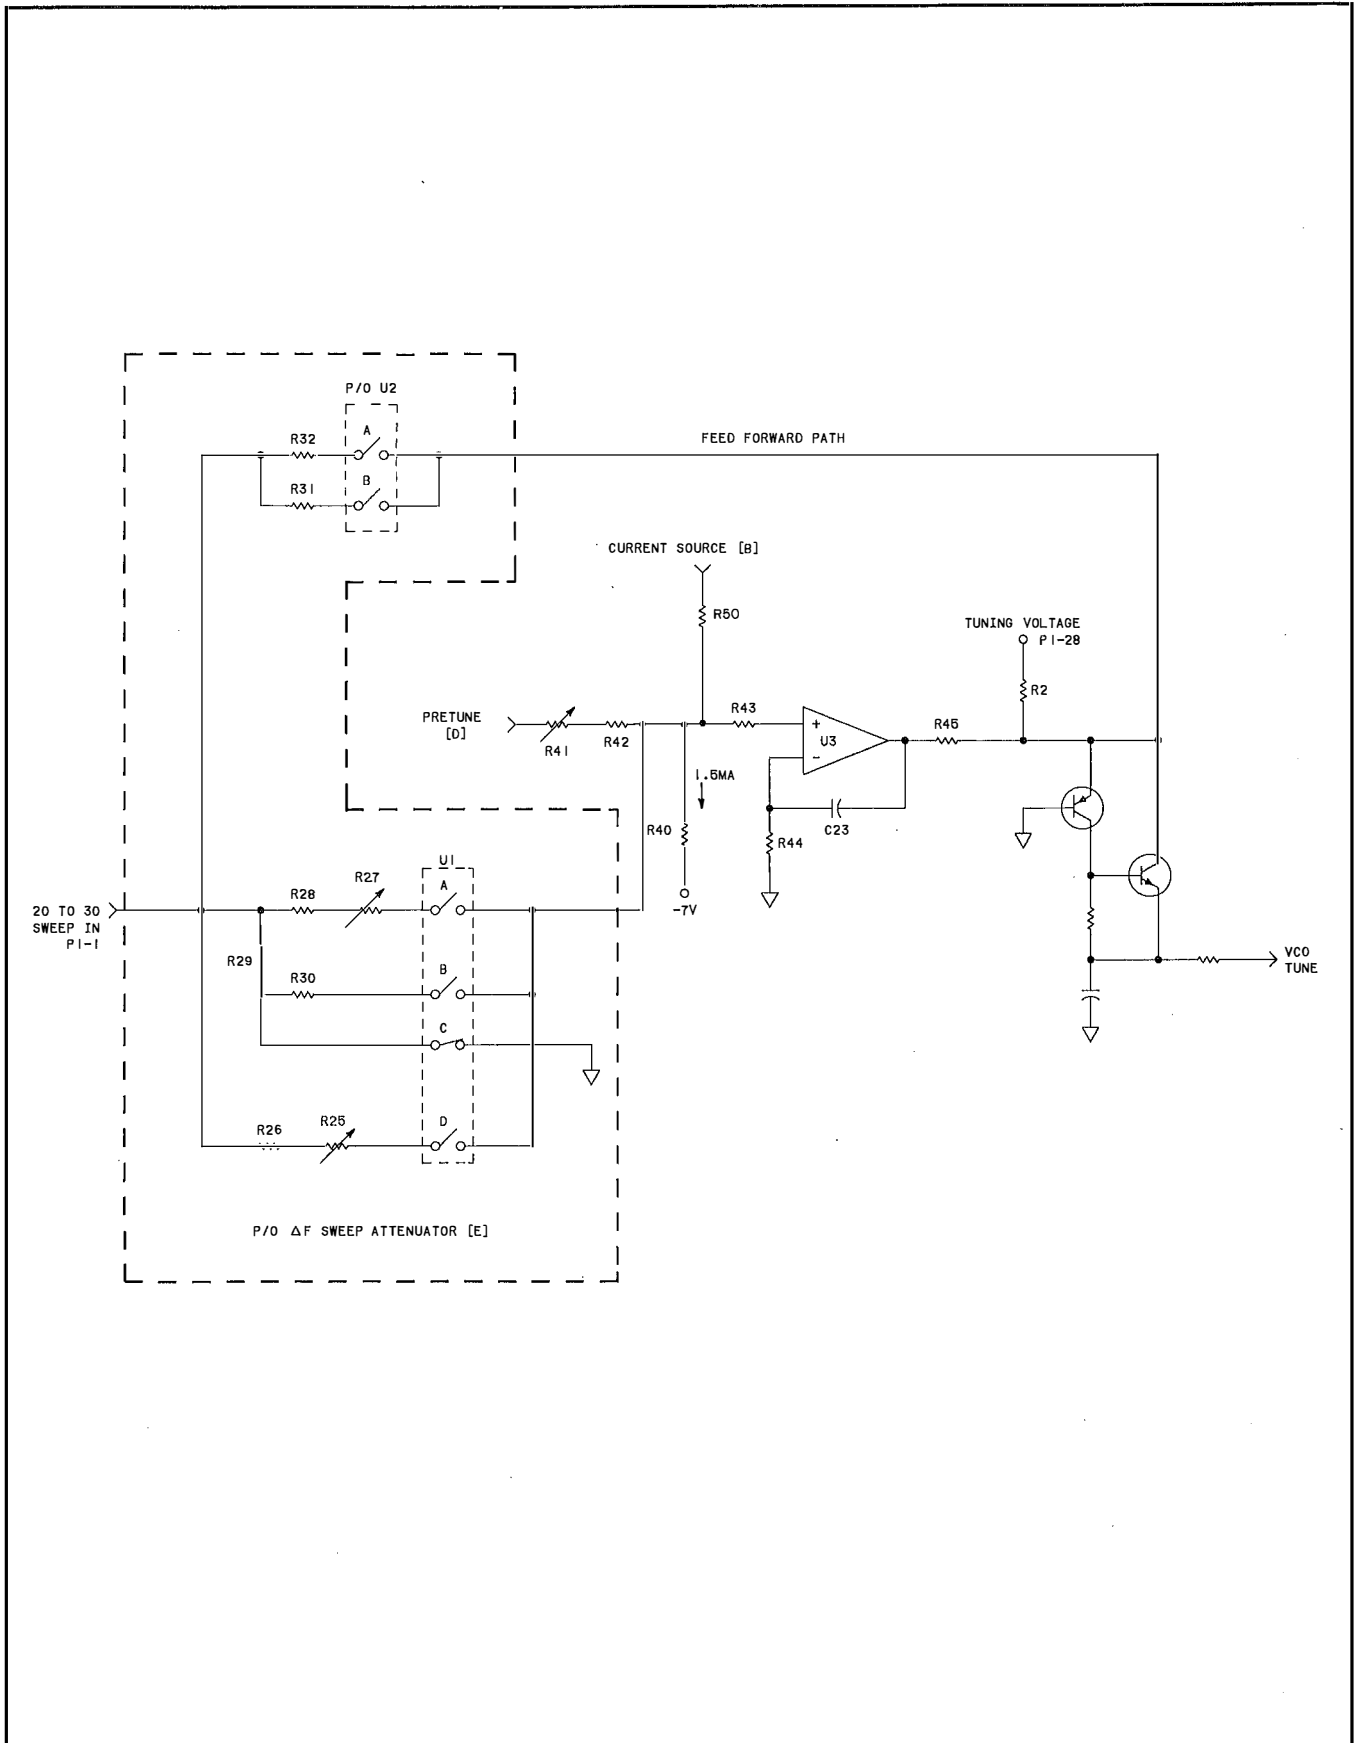 P/O U2
A
R32
FEED FORWARD PATH
B
R31
CURRENT SOURCE [B]
R50
TUNING VOLTAGE
P1-28
R2
PRETUNE
[D]
R41
R42
R43
+
U3
-
R45
1.5MA
R40
C23
R44
-7V
U1
R27
A
R28
20 TO 30
SWEEP IN
P1-1
R29
B
R30
C
VCO
TUNE
D
R25
R26
P/O ΔF SWEEP ATTENUATOR [E]